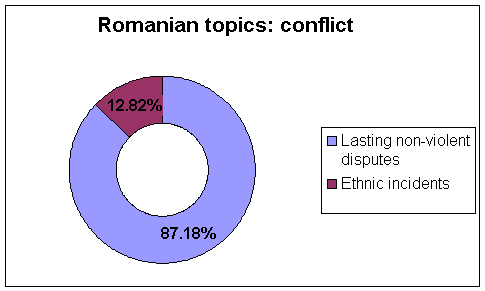 Romanian topics: conflict
12.82%
87.18%
Lasting non-violent
disputes
Ethnic incidents